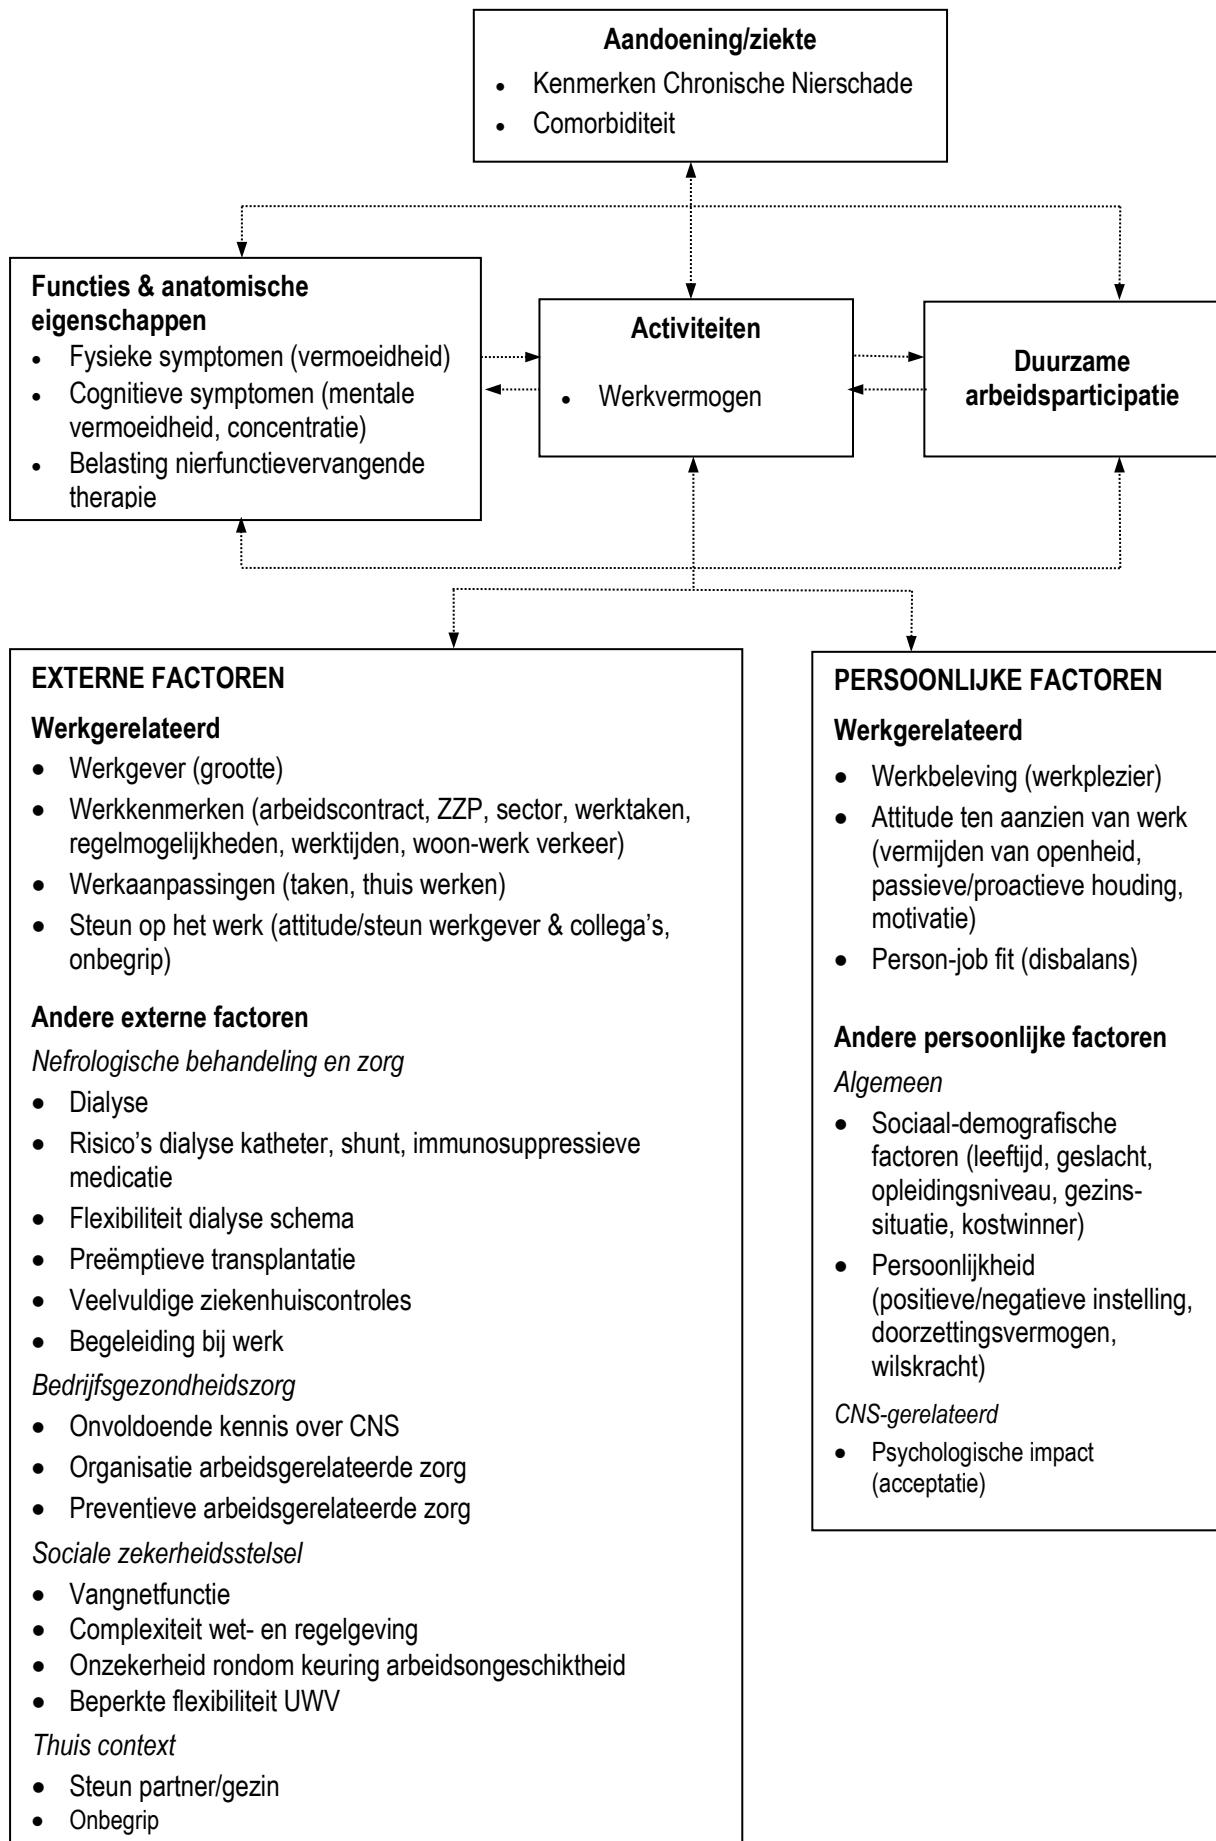 Aandoening/ziekte
• Kenmerken Chronische Nierschade
• Comorbiditeit
Functies & anatomische
eigenschappen
• Fysieke symptomen (vermoeidheid)
• Cognitieve symptomen (mentale
vermoeidheid, concentratie)
• Belasting nierfunctievervangende
therapie
Activiteiten
• Werkvermogen
Duurzame
arbeidsparticipatie
EXTERNE FACTOREN
Werkgerelateerd
• Werkgever (grootte)
• Werkkenmerken (arbeidscontract, ZZP, sector, werktaken,
regelmogelijkheden, werktijden, woon-werk verkeer)
• Werkaanpassingen (taken, thuis werken)
• Steun op het werk (attitude/steun werkgever & collega's,
onbegrip)
Andere externe factoren
Nefrologische behandeling en zorg
• Dialyse
• Risico's dialyse katheter, shunt, immunosuppressieve
medicatie
• Flexibiliteit dialyse schema
• Preëmptieve transplantatie
• Veelvuldige ziekenhuiscontroles
• Begeleiding bij werk
Bedrijfsgezondheidszorg
• Onvoldoende kennis over CNS
• Organisatie arbeidsgerelateerde zorg
• Preventieve arbeidsgerelateerde zorg
Sociale zekerheidsstelsel
• Vangnetfunctie
• Complexiteit wet- en regelgeving
• Onzekerheid rondom keuring arbeidsongeschiktheid
• Beperkte flexibiliteit UWV
Thuis context
• Steun partner/gezin
• Onbegrip
PERSOONLIJKE FACTOREN
Werkgerelateerd
• Werkbeleving (werkplezier)
• Attitude ten aanzien van werk
(vermijden van openheid,
passieve/proactieve houding,
motivatie)
• Person-job fit (disbalans)
Andere persoonlijke factoren
Algemeen
• Sociaal-demografische
factoren (leeftijd, geslacht,
opleidingsniveau, gezins-
situatie, kostwinner)
• Persoonlijkheid
(positieve/negatieve instelling,
doorzettingsvermogen,
wilskracht)
CNS-gerelateerd
• Psychologische impact
(acceptatie)